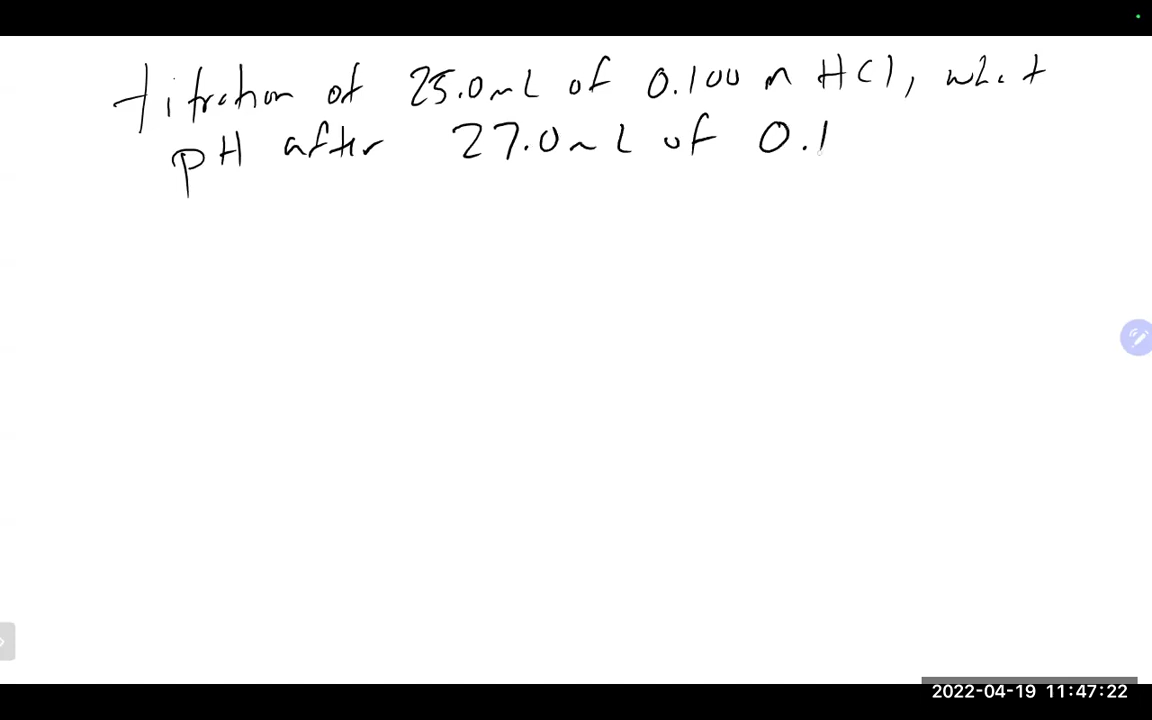 titration of 25.0mL of 0.100 M HCl, what
pH after 27.0mL of 0.1
2022-04-19 11:47:22